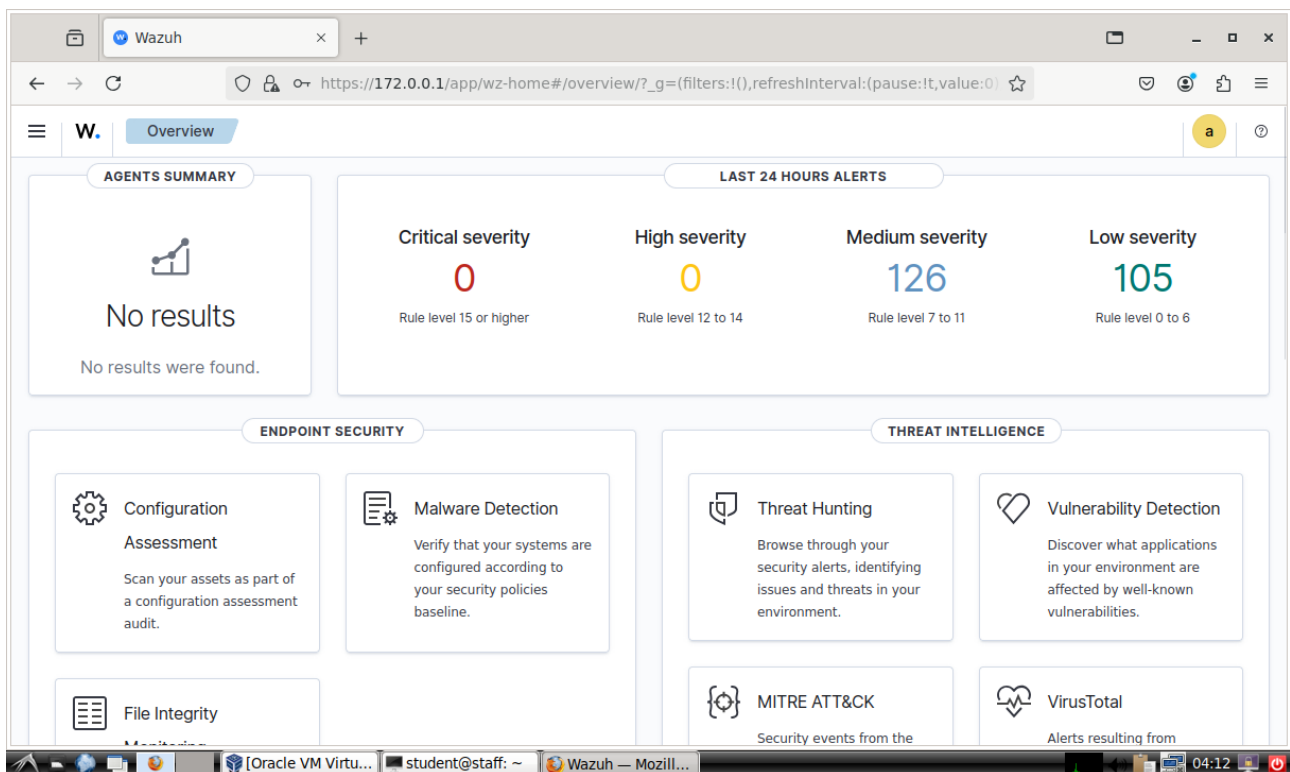 Wazuh
https://172.0.0.1/app/wz-home#/overview/?_g=(filters:!(),refreshInterval:(pause:!t,value:0)
W.
Overview
a
AGENTS SUMMARY
No results
No results were found.
LAST 24 HOURS ALERTS
Critical severity
0
Rule level 15 or higher
High severity
0
Rule level 12 to 14
Medium severity
126
Rule level 7 to 11
Low severity
105
Rule level 0 to 6
ENDPOINT SECURITY
Configuration
Assessment
Scan your assets as part of
a configuration assessment
audit.
Malware Detection
Verify that your systems are
configured according to
your security policies
baseline.
File Integrity
Monitoring
THREAT INTELLIGENCE
Threat Hunting
Browse through your
security alerts, identifying
issues and threats in your
environment.
Vulnerability Detection
Discover what applications
in your environment are
affected by well-known
vulnerabilities.
MITRE ATT&CK
Security events from the
VirusTotal
Alerts resulting from
[Oracle VM Virtu...
student@staff: ~
Wazuh — Mozill...
04:12